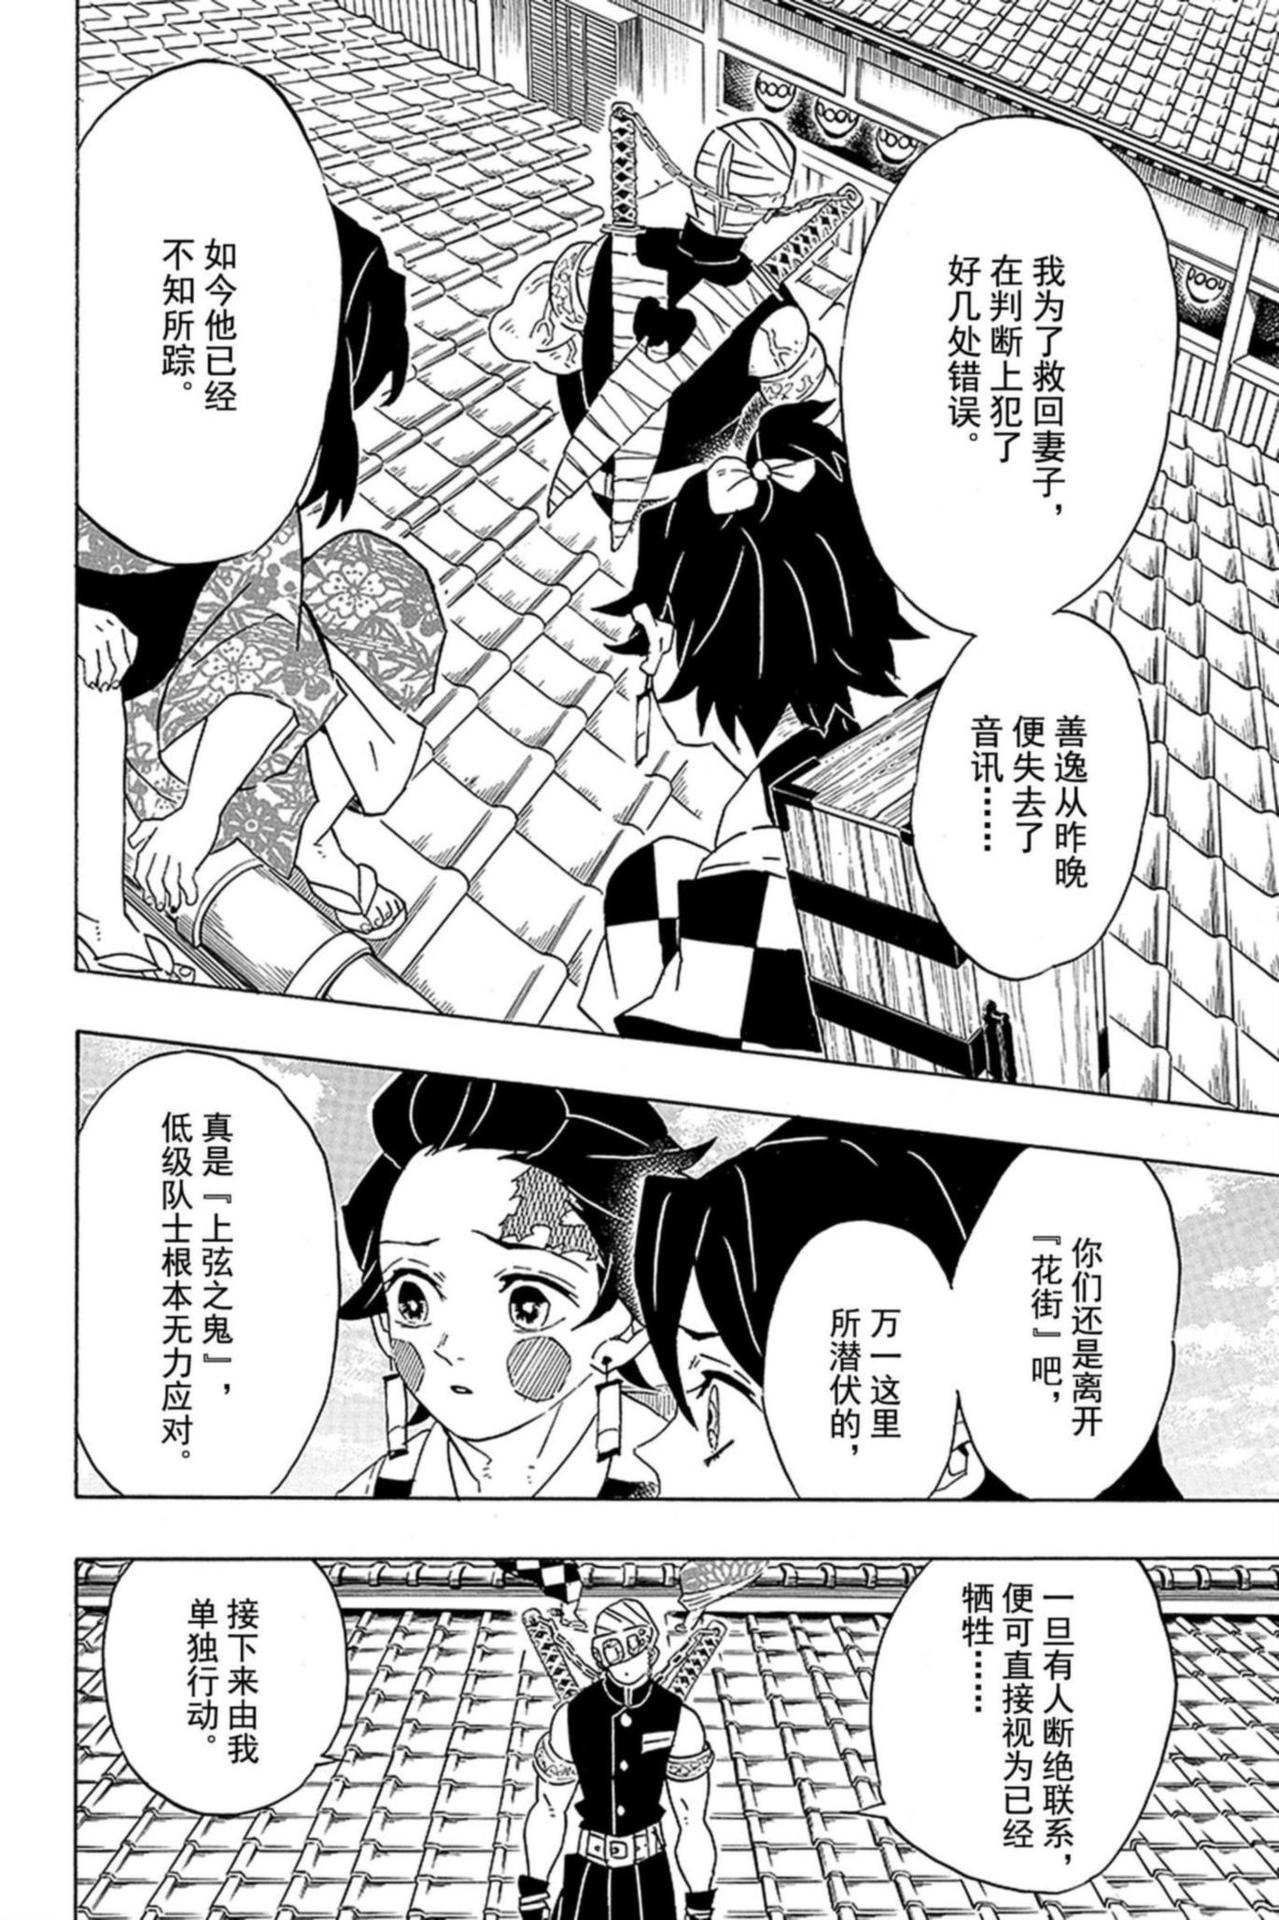 我为了救回妻子，
在判断上犯了
好几处错误。
善逸从昨晚
便失去了
音讯……
如今他已经
不知所踪。
你们还是离开
『花街』吧，
万一这里
所潜伏的，
真是『上弦之鬼』，
低级队士根本无力应对。
一旦有人断绝联系，
便可直接视为已经
牺牲……
接下来由我
单独行动。